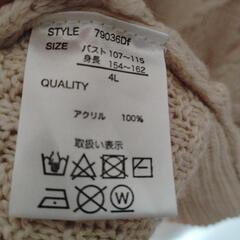 STYLE 79036Df
SIZE バスト 107〜115
身長 154〜162
4L
QUALITY
アクリル 100%
取扱い表示
W